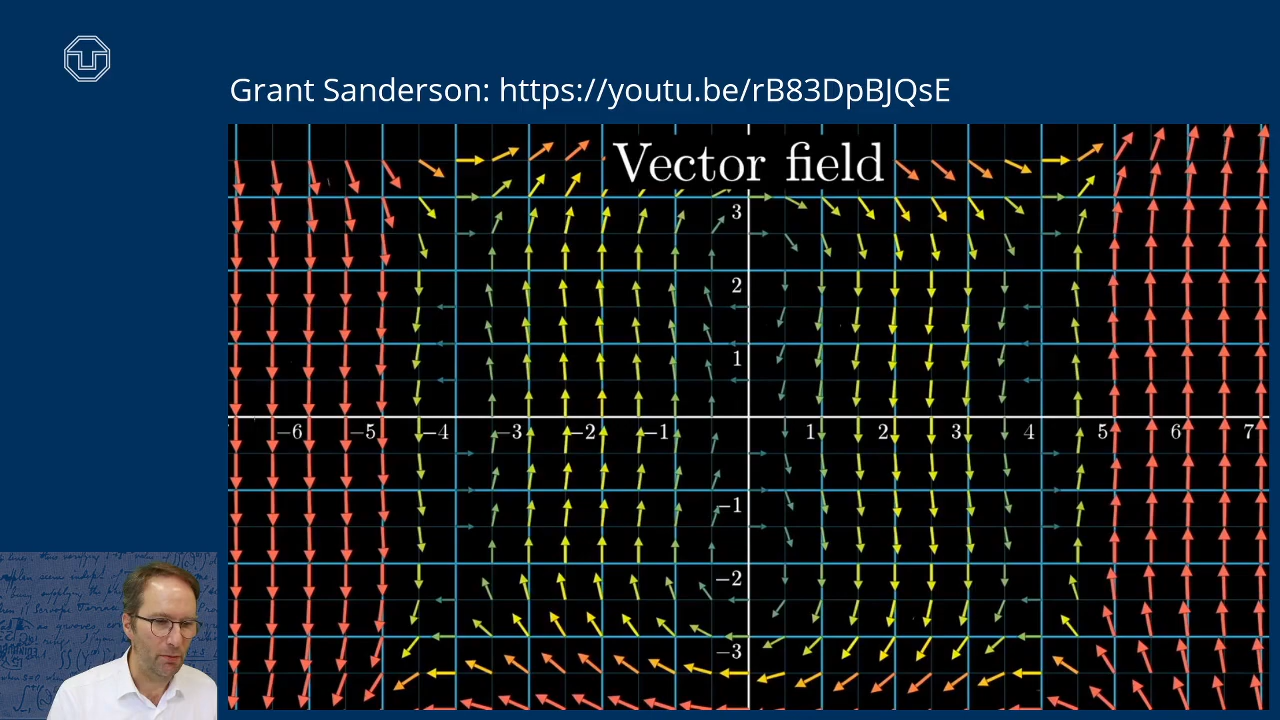 Grant Sanderson: https://youtu.be/rB83DpBJQsE
Vector field
3
2
1
−6 −5 −4 −3 −2 −1 1 2 3 4 5 6 7
−1
−2
−3